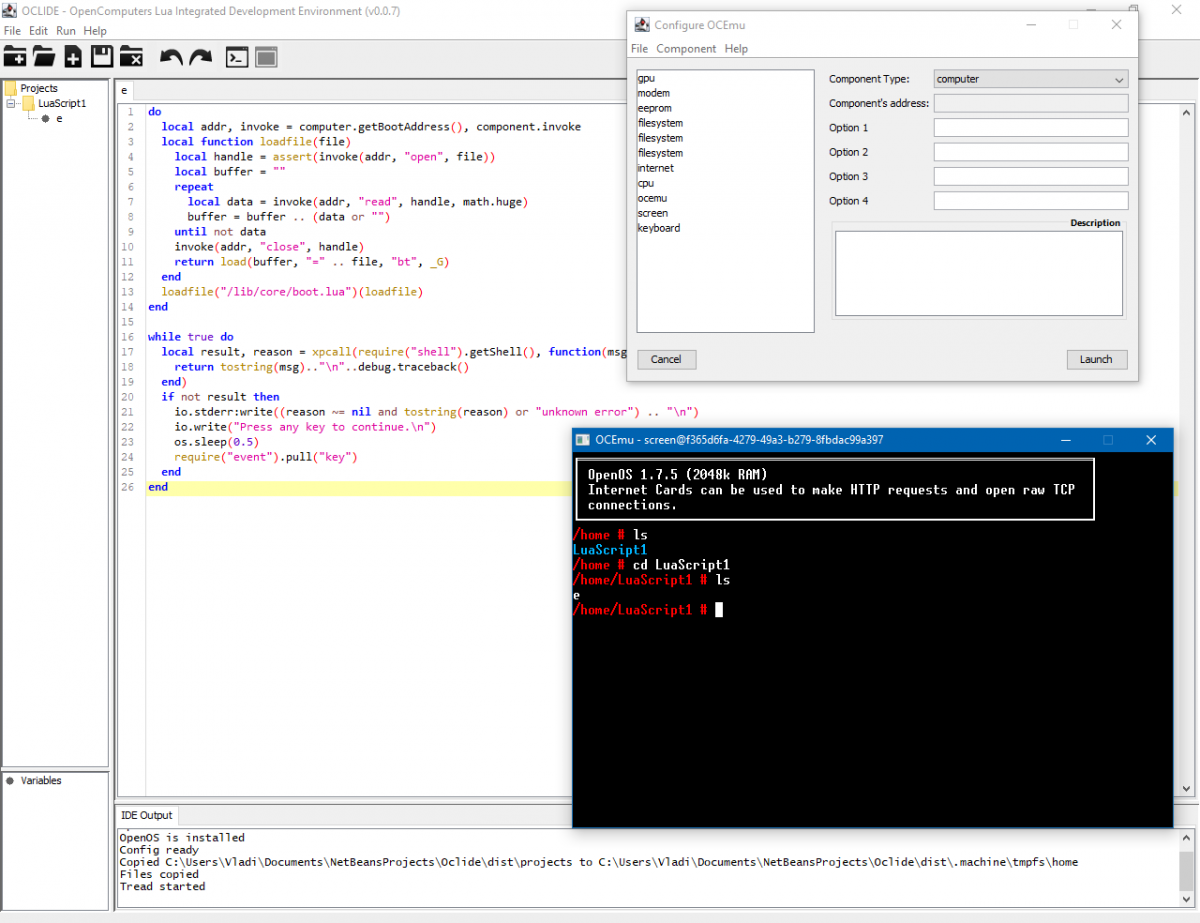 OCLIDE - OpenComputers Lua Integrated Development Environment (v0.0.7)
File Edit Run Help
Projects
LuaScript1
e
e
1 do
2 local addr, invoke = computer.getBootAddress(), component.invoke
3 local function loadfile(file)
4 local handle = assert(invoke(addr, "open", file))
5 local buffer = ""
6 repeat
7 local data = invoke(addr, "read", handle, math.huge)
8 buffer = buffer .. (data or "")
9 until not data
10 invoke(addr, "close", handle)
11 return load(buffer, "=" .. file, "bt", _G)
12 end
13 loadfile("/lib/core/boot.lua")(loadfile)
14 end
15
16 while true do
17 local result, reason = xpcall(require("shell").getShell(), function(msg
18 return tostring(msg).."\n"..debug.traceback()
19 end)
20 if not result then
21 io.stderr:write((reason ~= nil and tostring(reason) or "unknown error") .. "\n")
22 io.write("Press any key to continue.\n")
23 os.sleep(0.5)
24 require("event").pull("key")
25 end
26 end
Configure OCEmu
File Component Help
gpu
modem
eeprom
filesystem
filesystem
filesystem
internet
cpu
ocemu
screen
keyboard
Component Type: computer
Component's address:
Option 1
Option 2
Option 3
Option 4
Description
Cancel
Launch
OCEmu - screen@f365d6fa-4279-49a3-b279-8fbdac99a397
OpenOS 1.7.5 (2048k RAM)
Internet Cards can be used to make HTTP requests and open raw TCP
connections.
/home # ls
LuaScript1
/home # cd LuaScript1
/home/LuaScript1 # ls
e
/home/LuaScript1 #
Variables
IDE Output
OpenOS is installed
Config ready
Copied C:\Users\Vladi\Documents\NetBeansProjects\Oclide\dist\projects to C:\Users\Vladi\Documents\NetBeansProjects\Oclide\dist\.machine\tmpfs\home
Files copied
Tread started